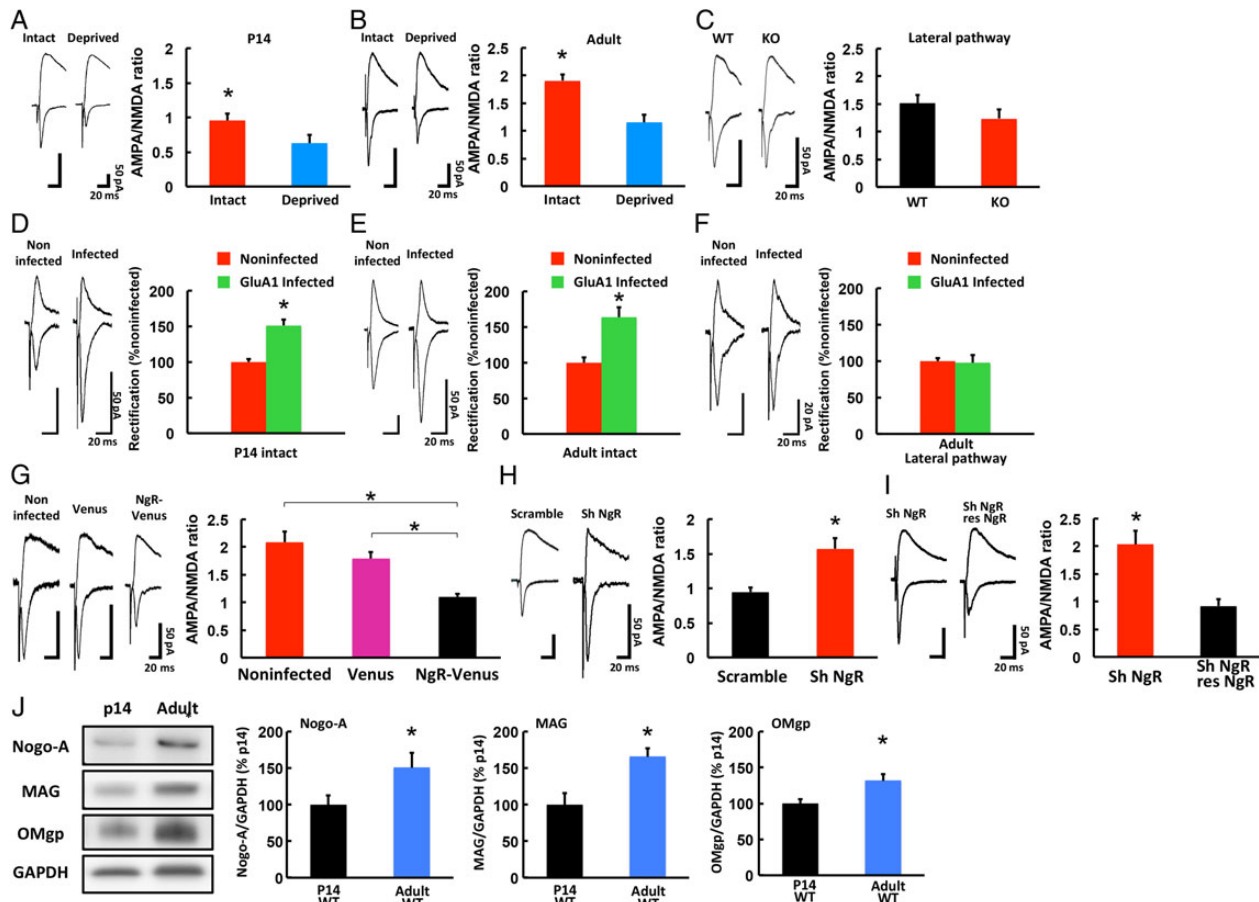 A
Intact Deprived
50 pA
20 ms
P14
AMPA/NMDA ratio
2
1.5
1
0.5
0
*
Intact Deprived
B
Intact Deprived
50 pA
20 ms
Adult
AMPA/NMDA ratio
2.5
2
1.5
1
0.5
0
*
Intact Deprived
C
WT KO
50 pA
20 ms
Lateral pathway
AMPA/NMDA ratio
2.5
2
1.5
1
0.5
0
WT KO
D
Non
infected
Infected
50 pA
20 ms
Noninfected
GluA1 Infected
Rectification (%noninfected)
200
150
100
50
0
*
P14 intact
E
Non
infected
Infected
50 pA
20 ms
Noninfected
GluA1 Infected
Rectification (%noninfected)
200
150
100
50
0
*
Adult intact
F
Non
infected
Infected
20 pA
20 ms
Noninfected
GluA1 Infected
Rectification (%noninfected)
200
150
100
50
0
Adult
Lateral pathway
G
Non
infected
Venus
NgR-
Venus
50 pA
20 ms
AMPA/NMDA ratio
2.5
2
1.5
1
0.5
0
*
*
Noninfected Venus NgR-Venus
H
Scramble Sh NgR
50 pA
20 ms
AMPA/NMDA ratio
2
1.5
1
0.5
0
*
Scramble Sh NgR
I
Sh NgR
Sh NgR
res NgR
50 pA
20 ms
AMPA/NMDA ratio
2.5
2
1.5
1
0.5
0
*
Sh NgR
Sh NgR
res NgR
J
p14 Adult
Nogo-A
MAG
OMgp
GAPDH
Nogo-A
Nogo-A/GAPDH (% p14)
200
150
100
50
0
*
P14
WT
Adult
WT
MAG
MAG/GAPDH (% p14)
200
150
100
50
0
*
P14
WT
Adult
WT
OMgp
OMgp/GAPDH (% p14)
200
150
100
50
0
*
P14
WT
Adult
WT